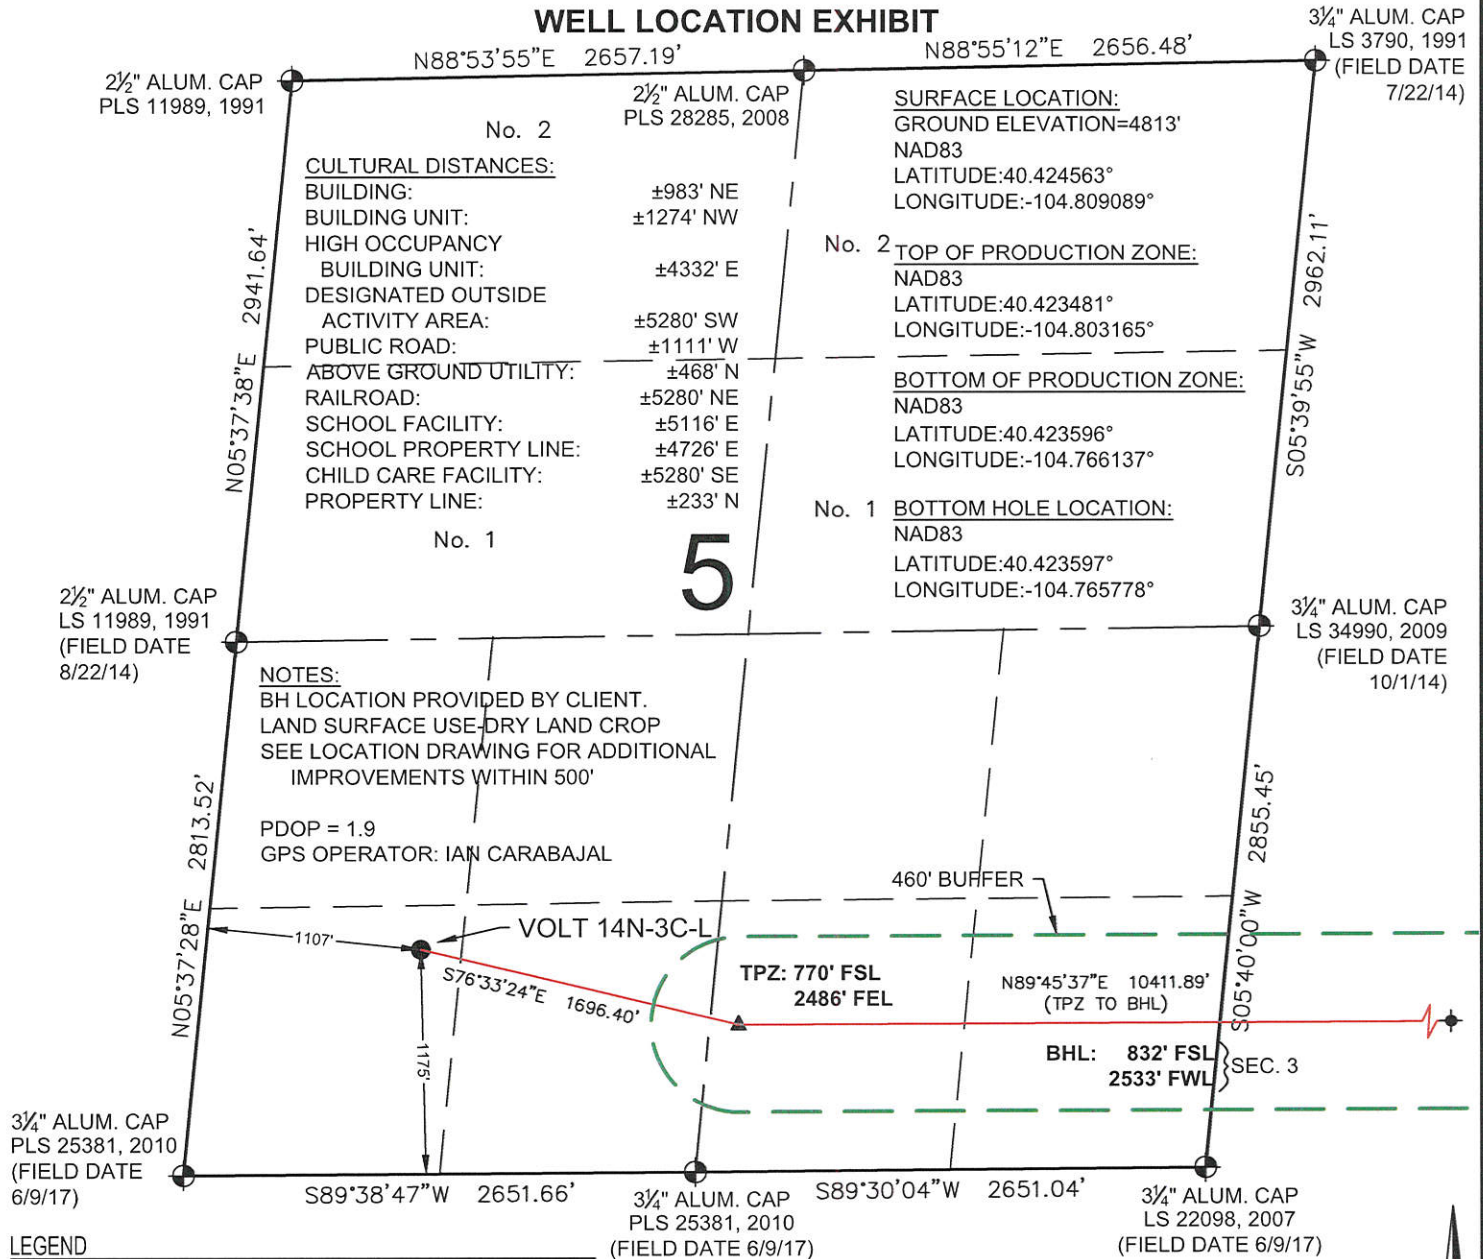 WELL LOCATION EXHIBIT
N88°53'55"E 2657.19'
N88°55'12"E 2656.48'
3¼" ALUM. CAP
LS 3790, 1991
(FIELD DATE
7/22/14)
2½" ALUM. CAP
PLS 11989, 1991
2½" ALUM. CAP
PLS 28285, 2008
No. 2
CULTURAL DISTANCES:
BUILDING: ±983' NE
BUILDING UNIT: ±1274' NW
HIGH OCCUPANCY
BUILDING UNIT: ±4332' E
DESIGNATED OUTSIDE
ACTIVITY AREA: ±5280' SW
PUBLIC ROAD: ±1111' W
ABOVE GROUND UTILITY: ±468' N
RAILROAD: ±5280' NE
SCHOOL FACILITY: ±5116' E
SCHOOL PROPERTY LINE: ±4726' E
CHILD CARE FACILITY: ±5280' SE
PROPERTY LINE: ±233' N
No. 1
SURFACE LOCATION:
GROUND ELEVATION=4813'
NAD83
LATITUDE:40.424563°
LONGITUDE:-104.809089°
No. 2
TOP OF PRODUCTION ZONE:
NAD83
LATITUDE:40.423481°
LONGITUDE:-104.803165°
BOTTOM OF PRODUCTION ZONE:
NAD83
LATITUDE:40.423596°
LONGITUDE:-104.766137°
No. 1
BOTTOM HOLE LOCATION:
NAD83
LATITUDE:40.423597°
LONGITUDE:-104.765778°
N05°37'38"E 2941.64'
S05°39'55"W 2962.11'
5
2½" ALUM. CAP
LS 11989, 1991
(FIELD DATE
8/22/14)
3¼" ALUM. CAP
LS 34990, 2009
(FIELD DATE
10/1/14)
NOTES:
BH LOCATION PROVIDED BY CLIENT.
LAND SURFACE USE-DRY LAND CROP
SEE LOCATION DRAWING FOR ADDITIONAL
IMPROVEMENTS WITHIN 500'
PDOP = 1.9
GPS OPERATOR: IAN CARABAJAL
N05°37'28"E 2813.52'
S05°40'00"W 2855.45'
460' BUFFER
1107'
VOLT 14N-3C-L
S76°33'24"E 1696.40'
1175'
TPZ: 770' FSL
2486' FEL
N89°45'37"E 10411.89'
(TPZ TO BHL)
BHL: 832' FSL
2533' FWL
SEC. 3
3¼" ALUM. CAP
PLS 25381, 2010
(FIELD DATE
6/9/17)
S89°38'47"W 2651.66'
3¼" ALUM. CAP
PLS 25381, 2010
(FIELD DATE 6/9/17)
S89°30'04"W 2651.04'
3¼" ALUM. CAP
LS 22098, 2007
(FIELD DATE 6/9/17)
LEGEND